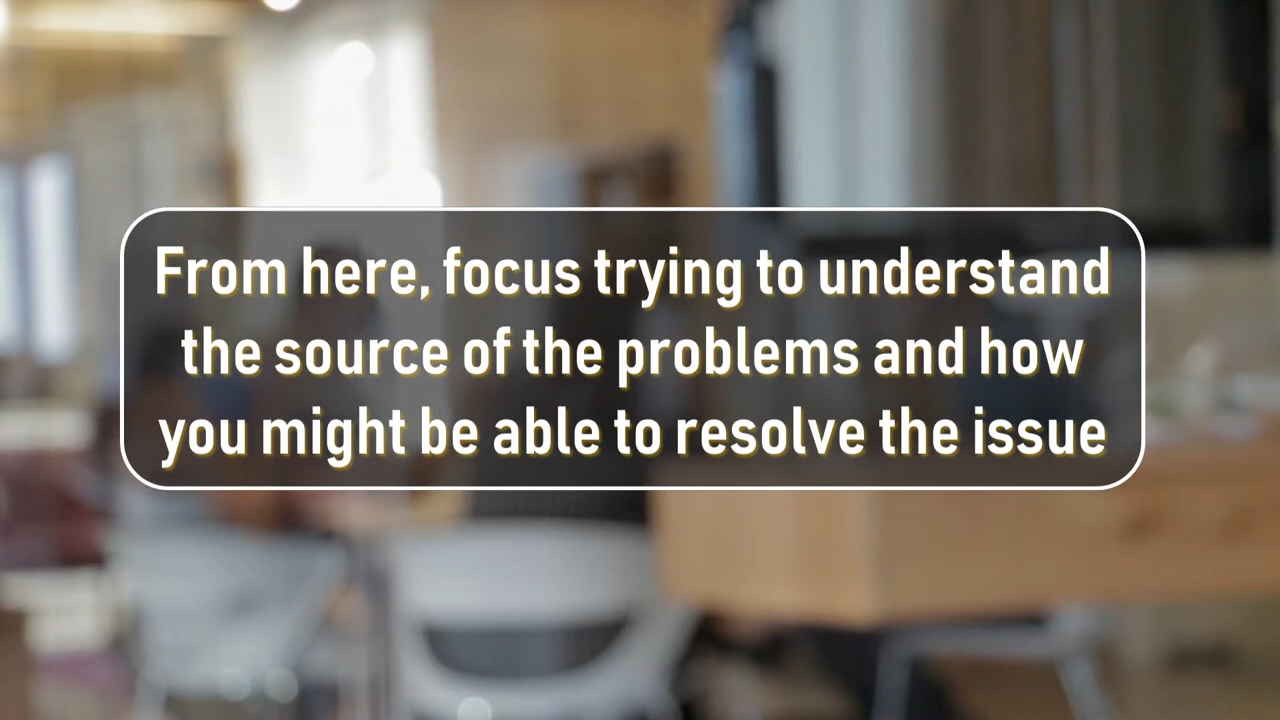 From here, focus trying to understand
the source of the problems and how
you might be able to resolve the issue